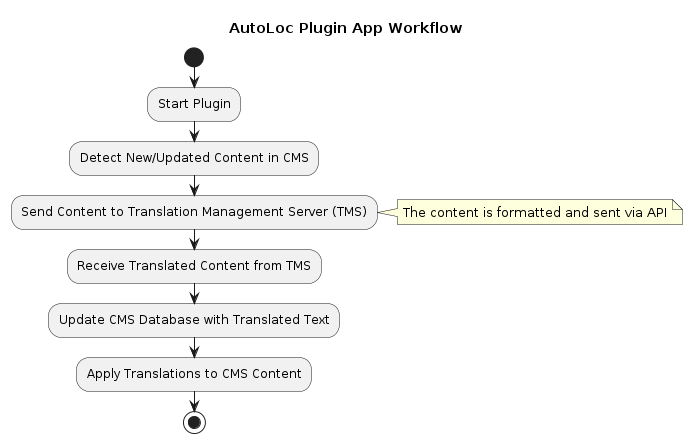 AutoLoc Plugin App Workflow
Start Plugin
Detect New/Updated Content in CMS
Send Content to Translation Management Server (TMS)
The content is formatted and sent via API
Receive Translated Content from TMS
Update CMS Database with Translated Text
Apply Translations to CMS Content